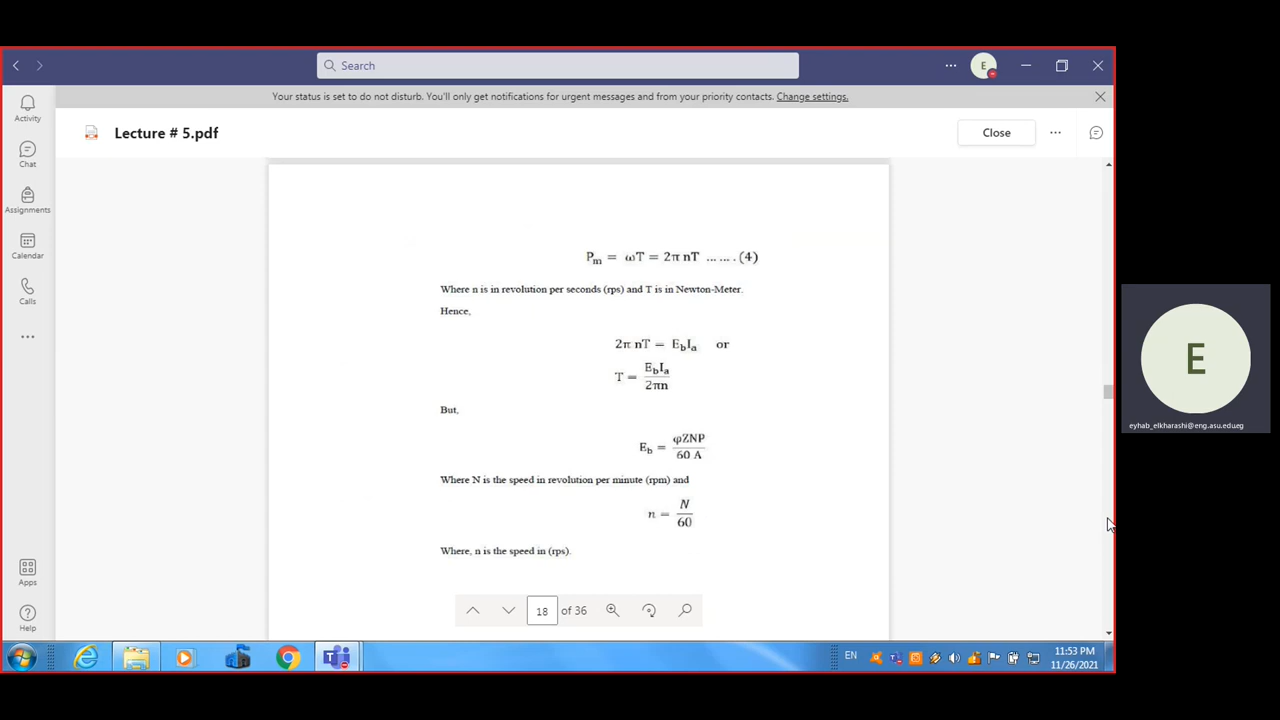 Search
E
Your status is set to do not disturb. You'll only get notifications for urgent messages and from your priority contacts. Change settings.
Activity
Chat
Assignments
Calendar
Calls
Apps
Help
Lecture # 5.pdf
Close
Pm = ωT = 2π nT ... ... . (4)
Where n is in revolution per seconds (rps) and T is in Newton-Meter.
Hence,
2π nT = EbIa or
T = EbIa / 2πn
But,
Eb = φZNP / 60 A
Where N is the speed in revolution per minute (rpm) and
n = N / 60
Where, n is the speed in (rps).
18 of 36
E
eyhab_elkharashi@eng.asu.edu.eg
EN
11:53 PM
11/26/2021